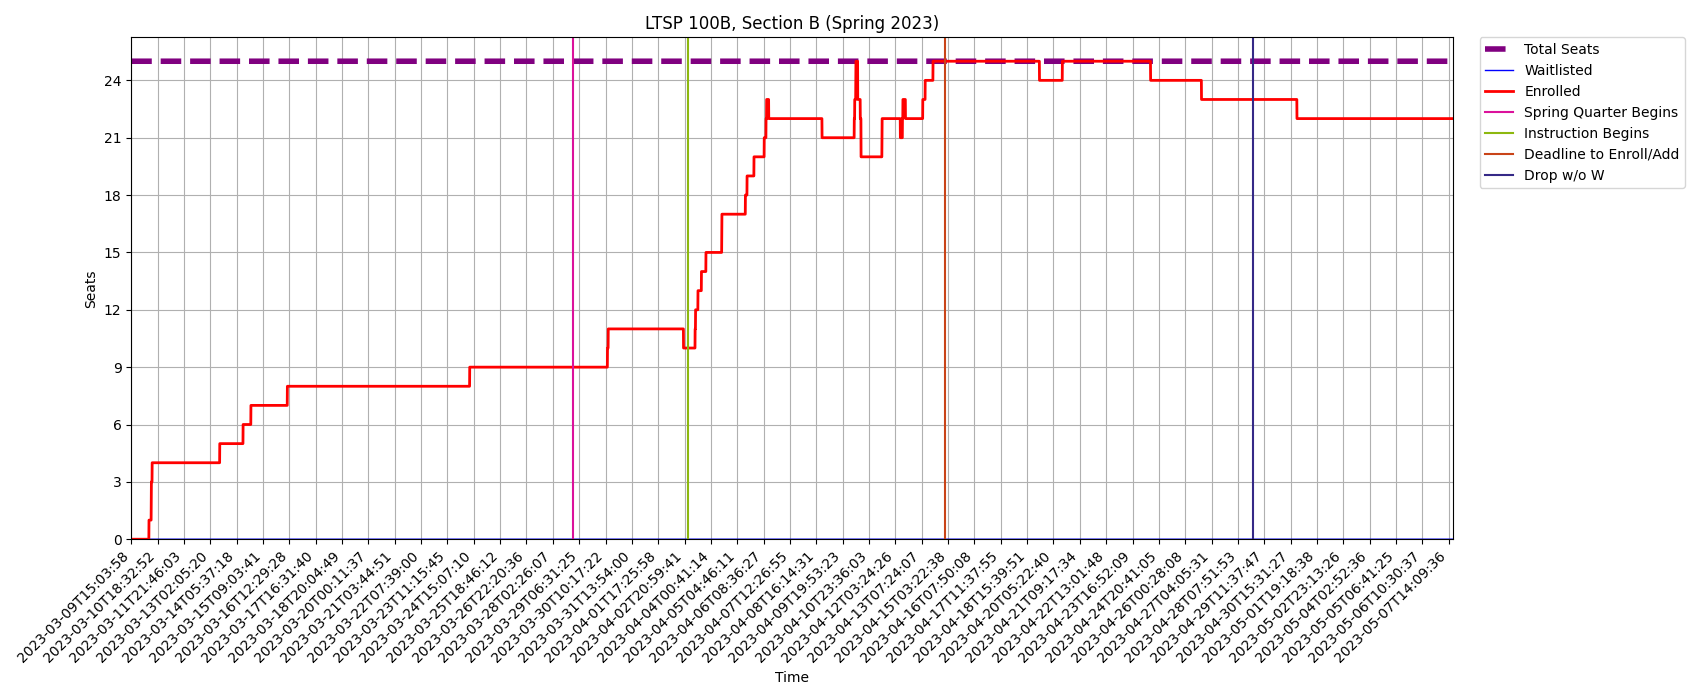 LTSP 100B, Section B (Spring 2023)
Total Seats
Waitlisted
Enrolled
Spring Quarter Begins
Instruction Begins
Deadline to Enroll/Add
Drop w/o W
Seats
24
21
18
15
12
9
6
3
0
2023-03-09T15:03:58
2023-03-10T18:32:52
2023-03-11T21:46:03
2023-03-13T02:05:20
2023-03-14T05:37:18
2023-03-15T09:03:41
2023-03-16T12:29:28
2023-03-17T16:31:40
2023-03-18T20:04:49
2023-03-20T00:11:37
2023-03-21T03:44:51
2023-03-22T07:39:00
2023-03-23T11:15:45
2023-03-24T15:07:10
2023-03-25T18:46:12
2023-03-26T22:20:36
2023-03-28T02:26:07
2023-03-29T06:31:25
2023-03-30T10:17:22
2023-03-31T13:54:00
2023-04-01T17:25:58
2023-04-02T20:59:41
2023-04-04T00:41:14
2023-04-05T04:46:11
2023-04-06T08:36:27
2023-04-07T12:26:55
2023-04-08T16:14:31
2023-04-09T19:53:23
2023-04-10T23:36:03
2023-04-12T03:24:26
2023-04-13T07:24:07
2023-04-15T03:22:38
2023-04-16T07:50:08
2023-04-17T11:37:55
2023-04-18T15:39:51
2023-04-20T05:22:40
2023-04-21T09:17:34
2023-04-22T13:01:48
2023-04-23T16:52:09
2023-04-24T20:41:05
2023-04-26T00:28:08
2023-04-27T04:05:31
2023-04-28T07:51:53
2023-04-29T11:37:47
2023-04-30T15:31:27
2023-05-01T19:18:38
2023-05-02T23:13:26
2023-05-04T02:52:36
2023-05-05T06:41:25
2023-05-06T10:30:37
2023-05-07T14:09:36
Time